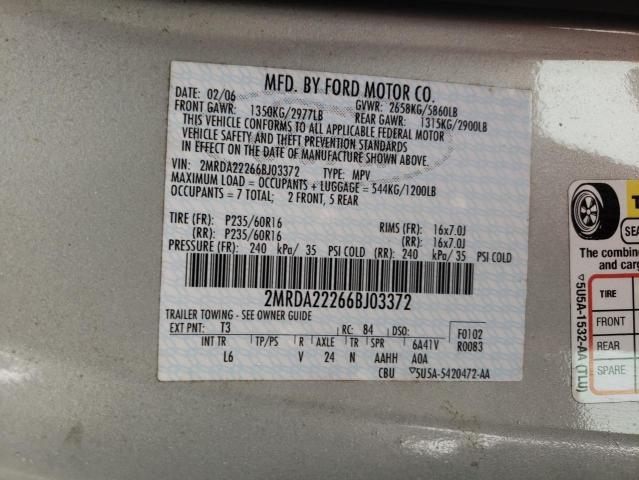 MFD. BY FORD MOTOR CO.
DATE: 02/06 GVWR: 2658KG/5860LB
FRONT GAWR: 1350KG/2977LB REAR GAWR: 1315KG/2900LB
THIS VEHICLE CONFORMS TO ALL APPLICABLE FEDERAL MOTOR
VEHICLE SAFETY AND THEFT PREVENTION STANDARDS
IN EFFECT ON THE DATE OF MANUFACTURE SHOWN ABOVE.
VIN: 2MRDA22266BJ03372 TYPE: MPV
MAXIMUM LOAD = OCCUPANTS + LUGGAGE = 544KG/1200LB
OCCUPANTS = 7 TOTAL; 2 FRONT, 5 REAR
TIRE (FR): P235/60R16 RIMS (FR): 16x7.0J
(RR): P235/60R16 (RR): 16x7.0J
PRESSURE (FR): 240 kPa/ 35 PSI COLD (RR): 240 kPa/ 35 PSI COLD
2MRDA22266BJ03372
TRAILER TOWING - SEE OWNER GUIDE
EXT PNT: T3 RC: 84 DSO: F0102
INT TR TP/PS R AXLE TR SPR 6A41V R0083
L6 V 24 N AAHH A0A
CBU 5U5A-5420472-AA
SEA
The combine
and carg
TIRE
FRONT
REAR
SPARE
5U5A-1532-AA (TLU)